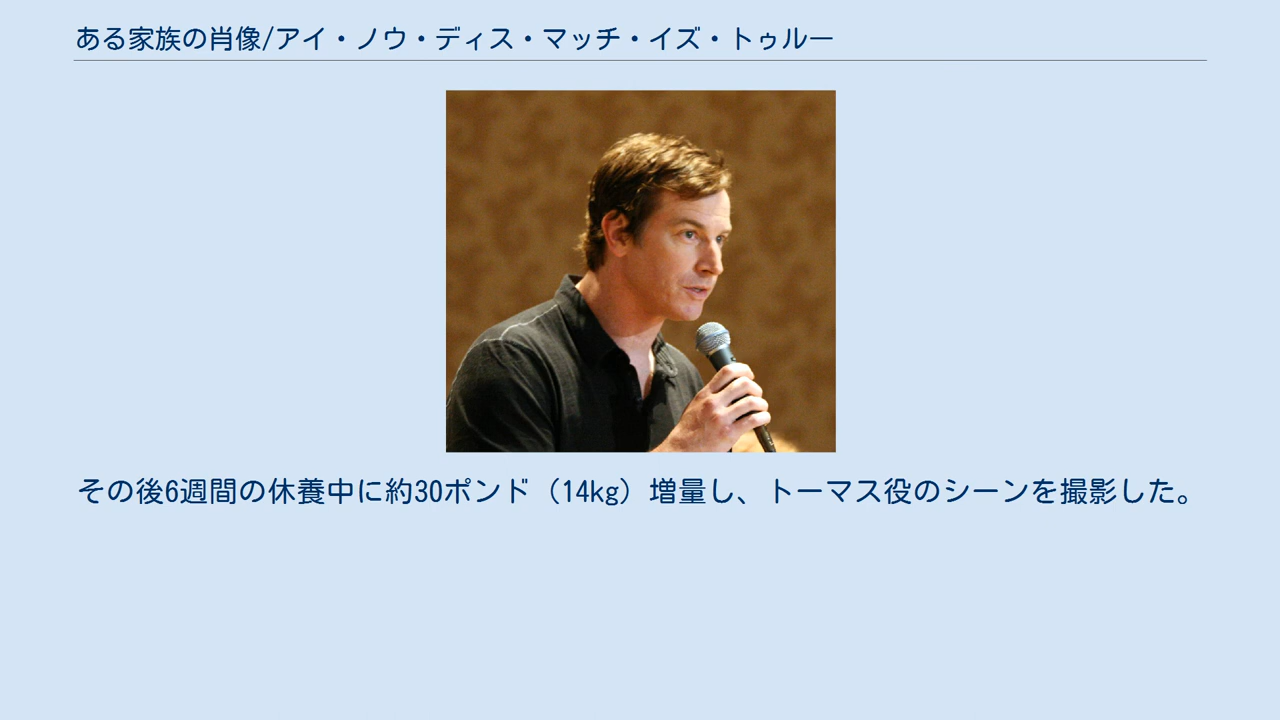 ある家族の肖像/アイ・ノウ・ディス・マッチ・イズ・トゥルー
その後6週間の休養中に約30ポンド（14kg）増量し、トーマス役のシーンを撮影した。